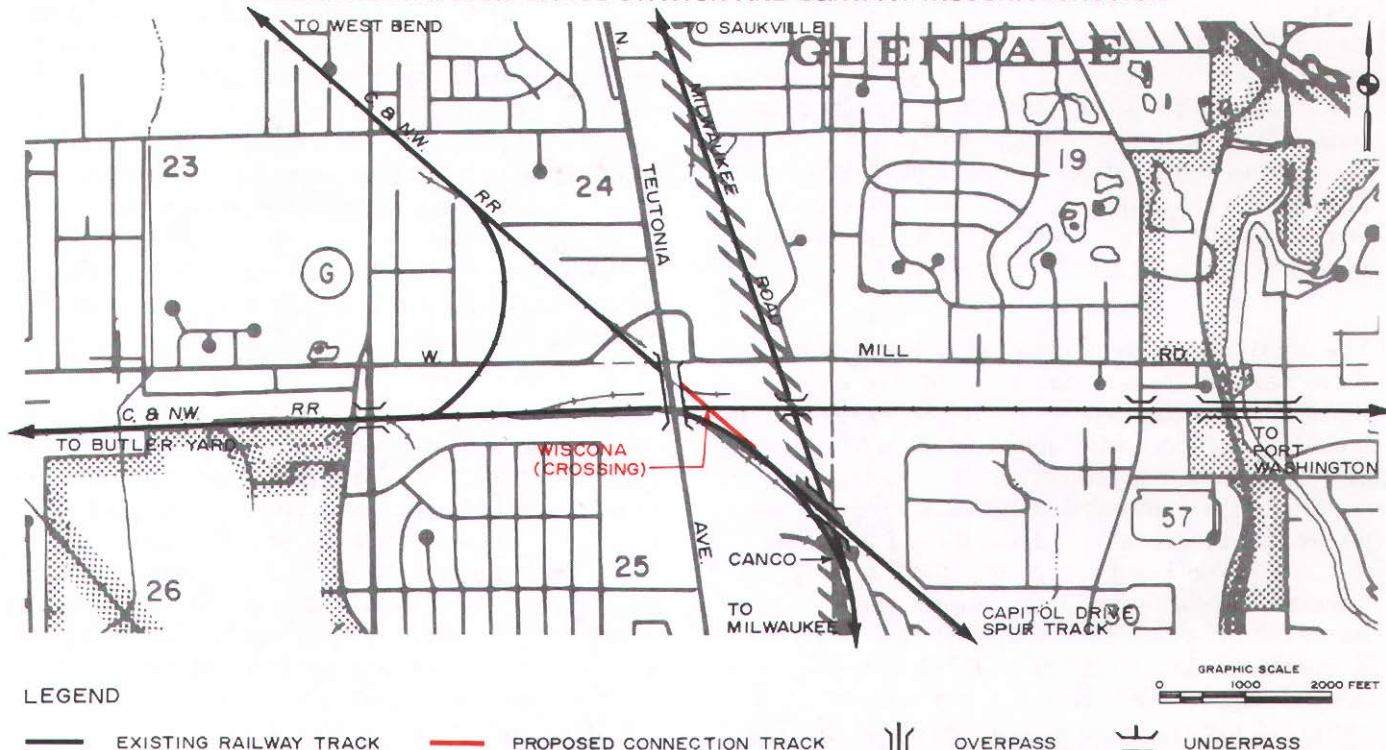 TO WEST BEND
TO SAUKVILLE
GLENDALE
N.
C. & N.W.
RR
MILWAUKEE
ROAD
23
24
19
TEUTONIA
G
W.
MILL
RD.
C. & NW.
RR.
TO BUTLER YARD
WISCONA
(CROSSING)
TO
PORT
WASHINGTON
57
AVE.
25
26
CANCO
TO
MILWAUKEE
CAPITOL DRIVE
SPUR TRACK
30
GRAPHIC SCALE
0 1000 2000 FEET
LEGEND
EXISTING RAILWAY TRACK
PROPOSED CONNECTION TRACK
OVERPASS
UNDERPASS